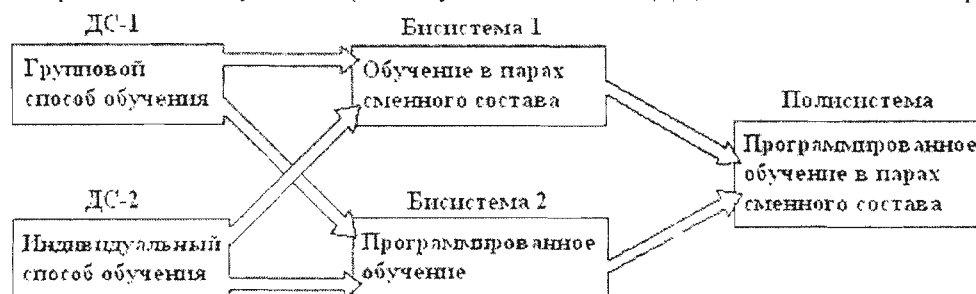 ДС-1
Групповой
способ обучения
Бисистема 1
Обучение в парах
сменного состава
Полисистема
Программированное
обучение в парах
сменного состава
ДС-2
Индивидуальный
способ обучения
Бисистема 2
Программированное
обучение